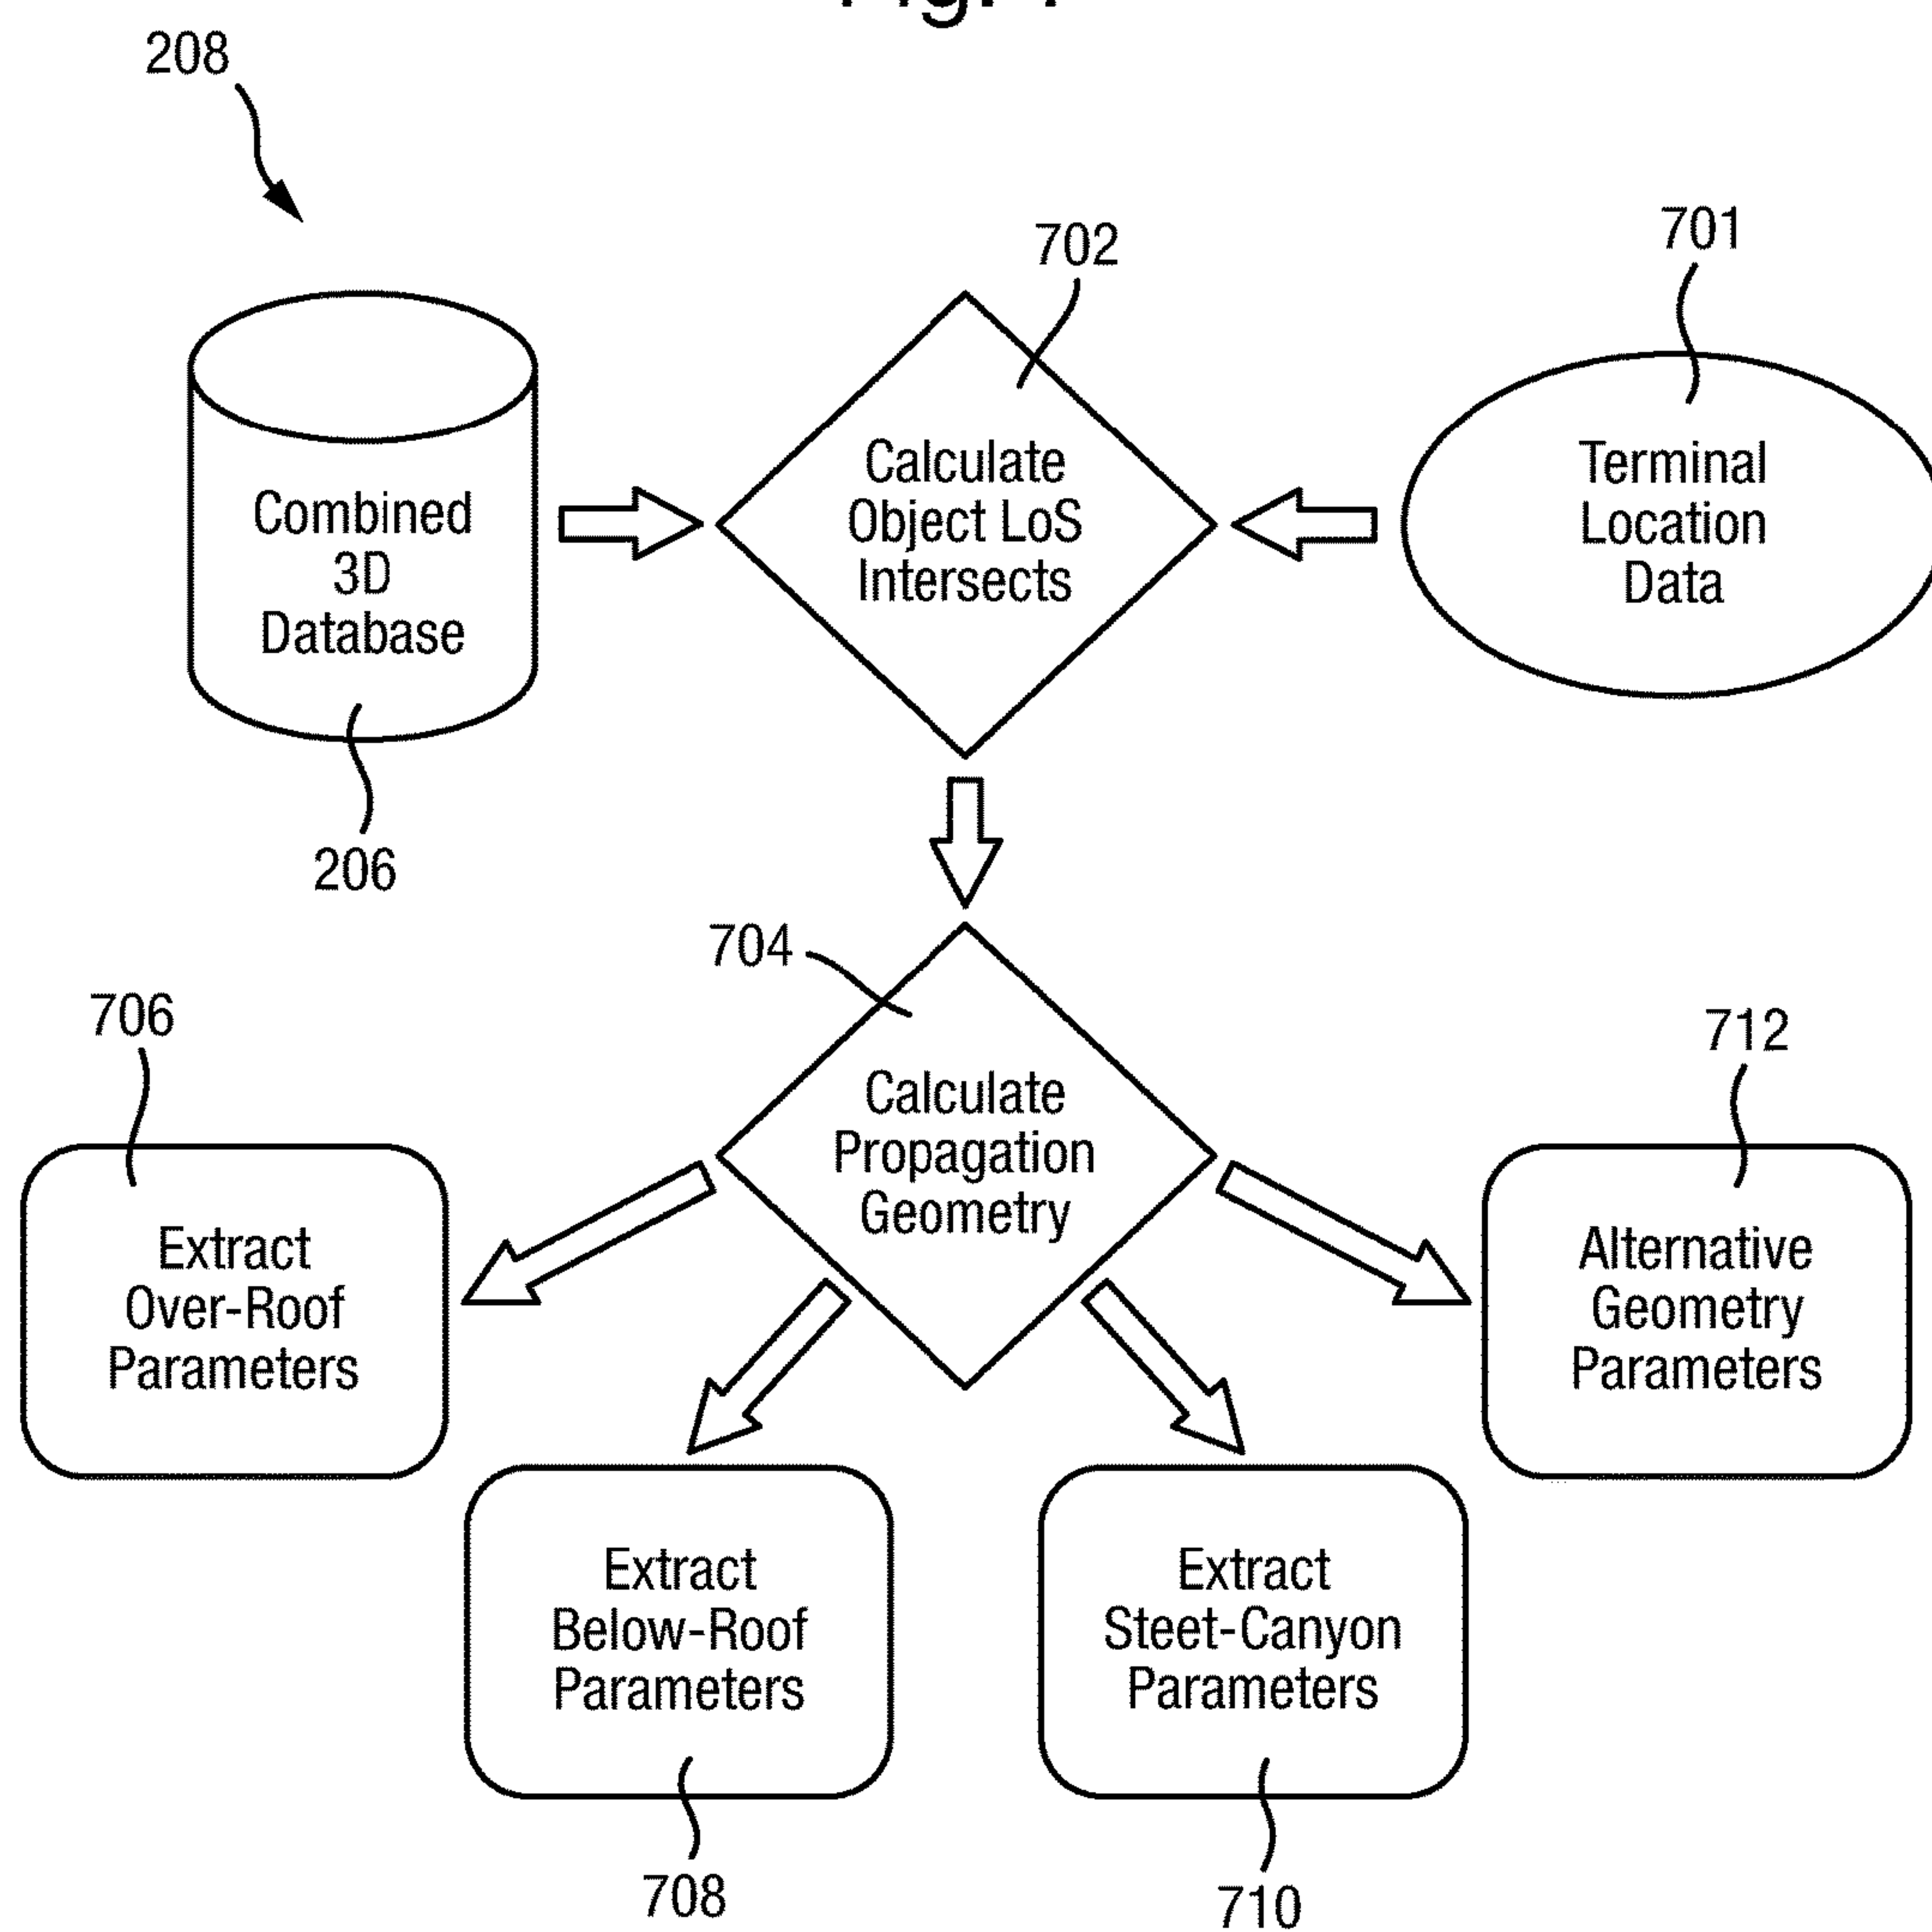 208
702
701
Combined
3D
Database
Calculate
Object LoS
Intersects
Terminal
Location
Data
206
704
706
712
Calculate
Propagation
Geometry
Extract
Over-Roof
Parameters
Alternative
Geometry
Parameters
Extract
Below-Roof
Parameters
Extract
Steet-Canyon
Parameters
708
710